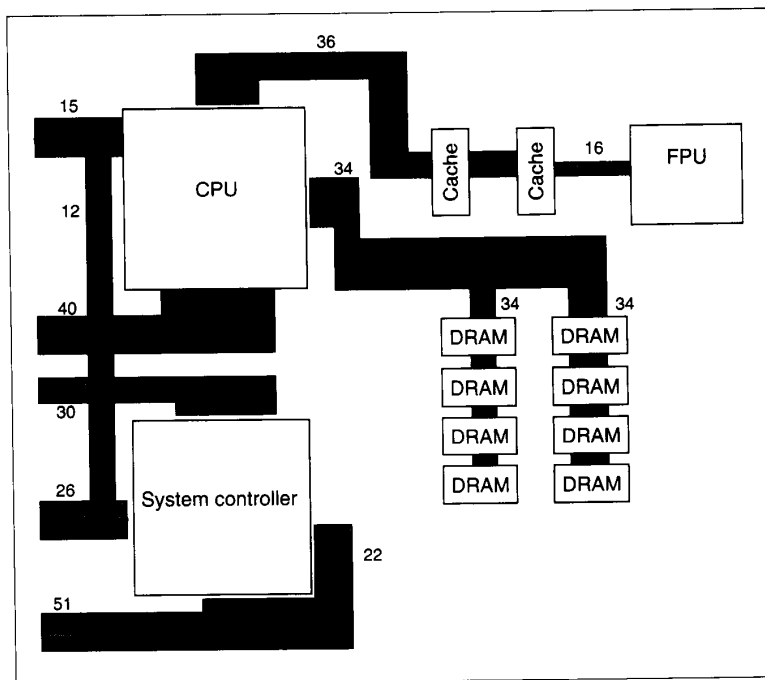 36
15
34
Cache
Cache
16
FPU
CPU
12
40
34
34
DRAM
DRAM
DRAM
DRAM
DRAM
DRAM
DRAM
DRAM
30
26
System controller
22
51